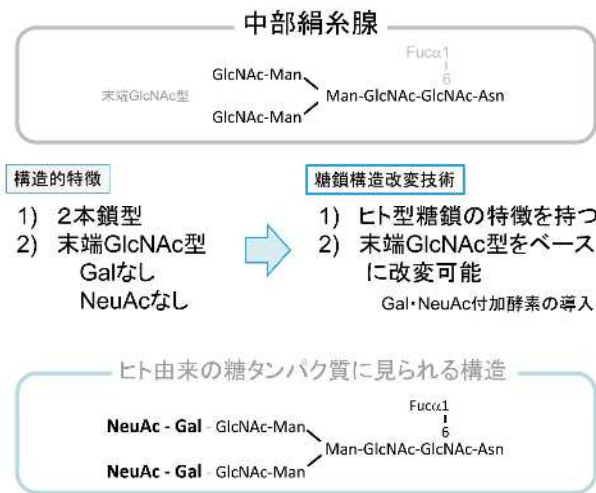 中部絹糸腺
Fucα1
6
GlcNAc-Man
末端GlcNAc型
Man-GlcNAc-GlcNAc-Asn
GlcNAc-Man
構造的特徴
1) 2本鎖型
2) 末端GlcNAc型
Galなし
NeuAcなし
糖鎖構造改変技術
1) ヒト型糖鎖の特徴を持つ
2) 末端GlcNAc型をベース
に改変可能
Gal・NeuAc付加酵素の導入
ヒト由来の糖タンパク質に見られる構造
Fucα1
6
NeuAc - Gal - GlcNAc-Man
Man-GlcNAc-GlcNAc-Asn
NeuAc - Gal - GlcNAc-Man